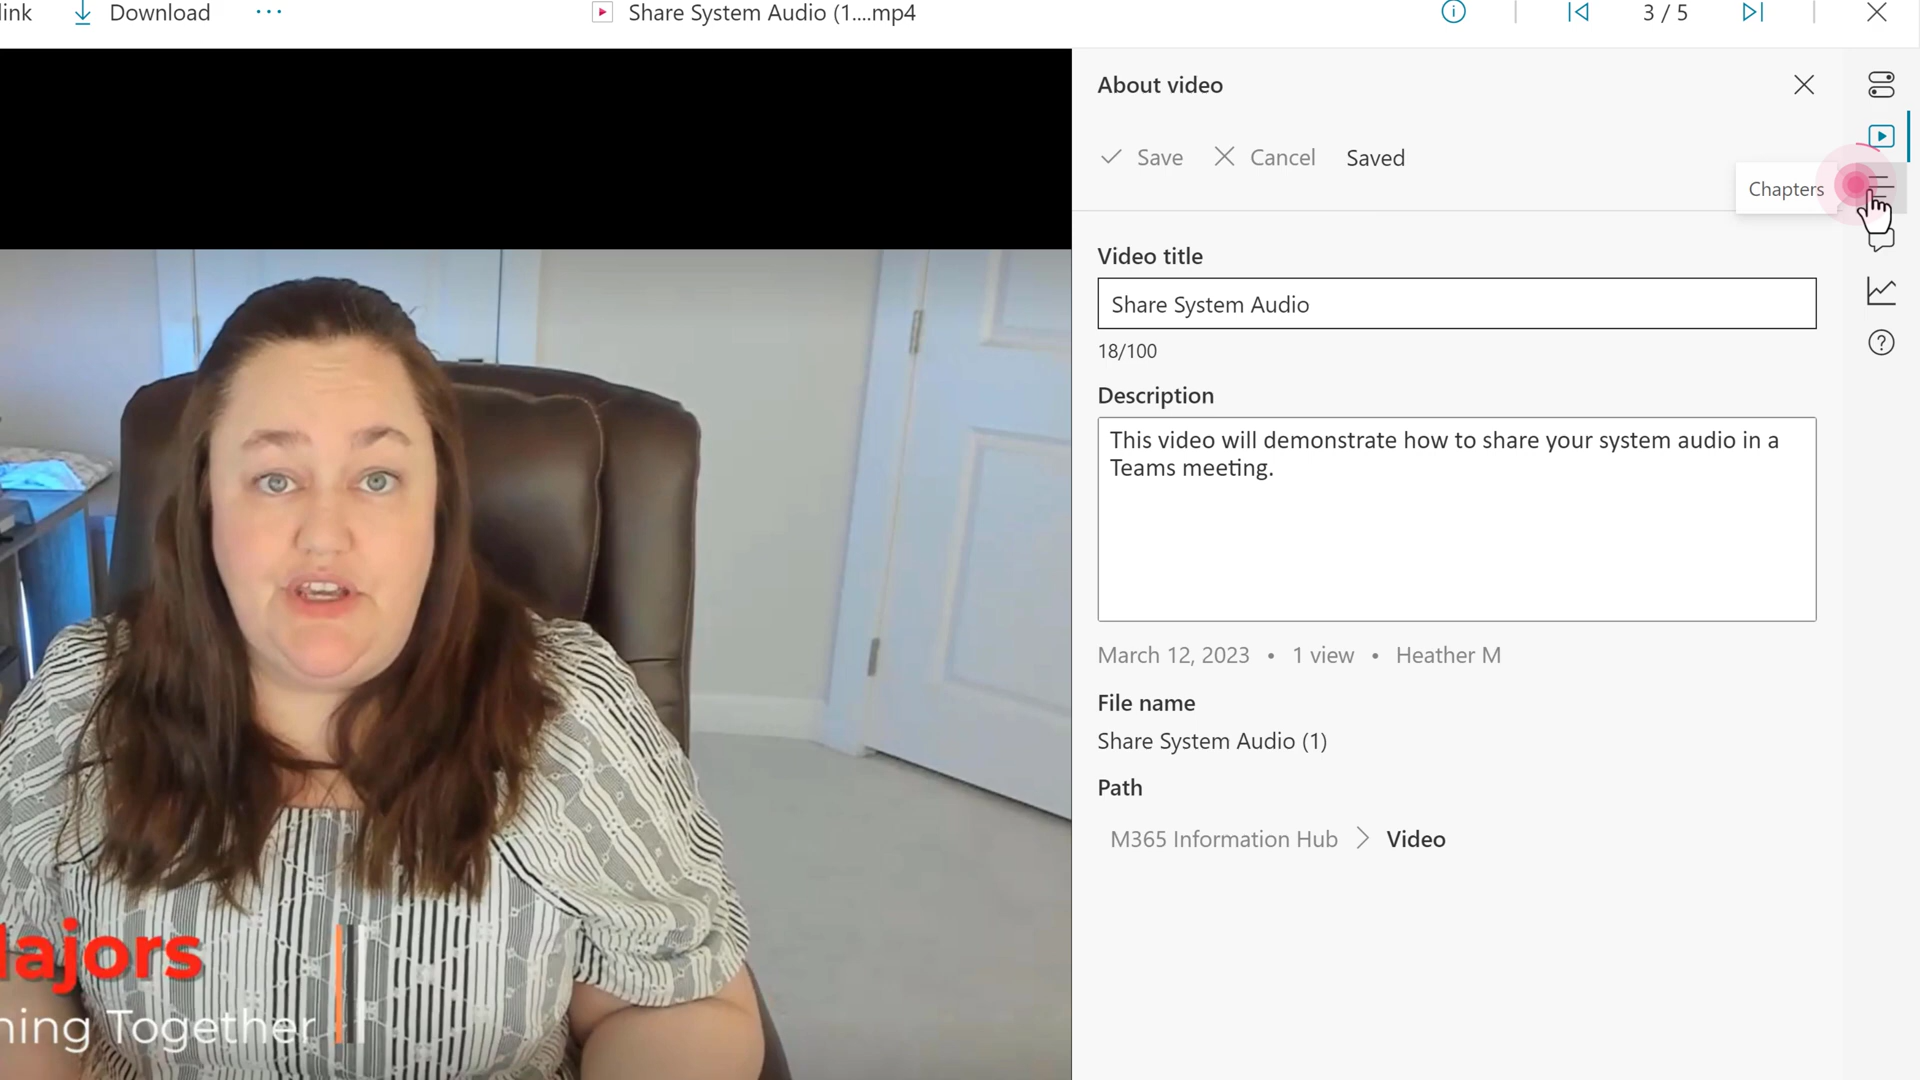 link Download ... Share System Audio (1....mp4 3 / 5
About video
Save Cancel Saved
Chapters
Video title
Share System Audio
18/100
Description
This video will demonstrate how to share your system audio in a
Teams meeting.
March 12, 2023 • 1 view • Heather M
File name
Share System Audio (1)
Path
M365 Information Hub > Video
Majors
ning Together